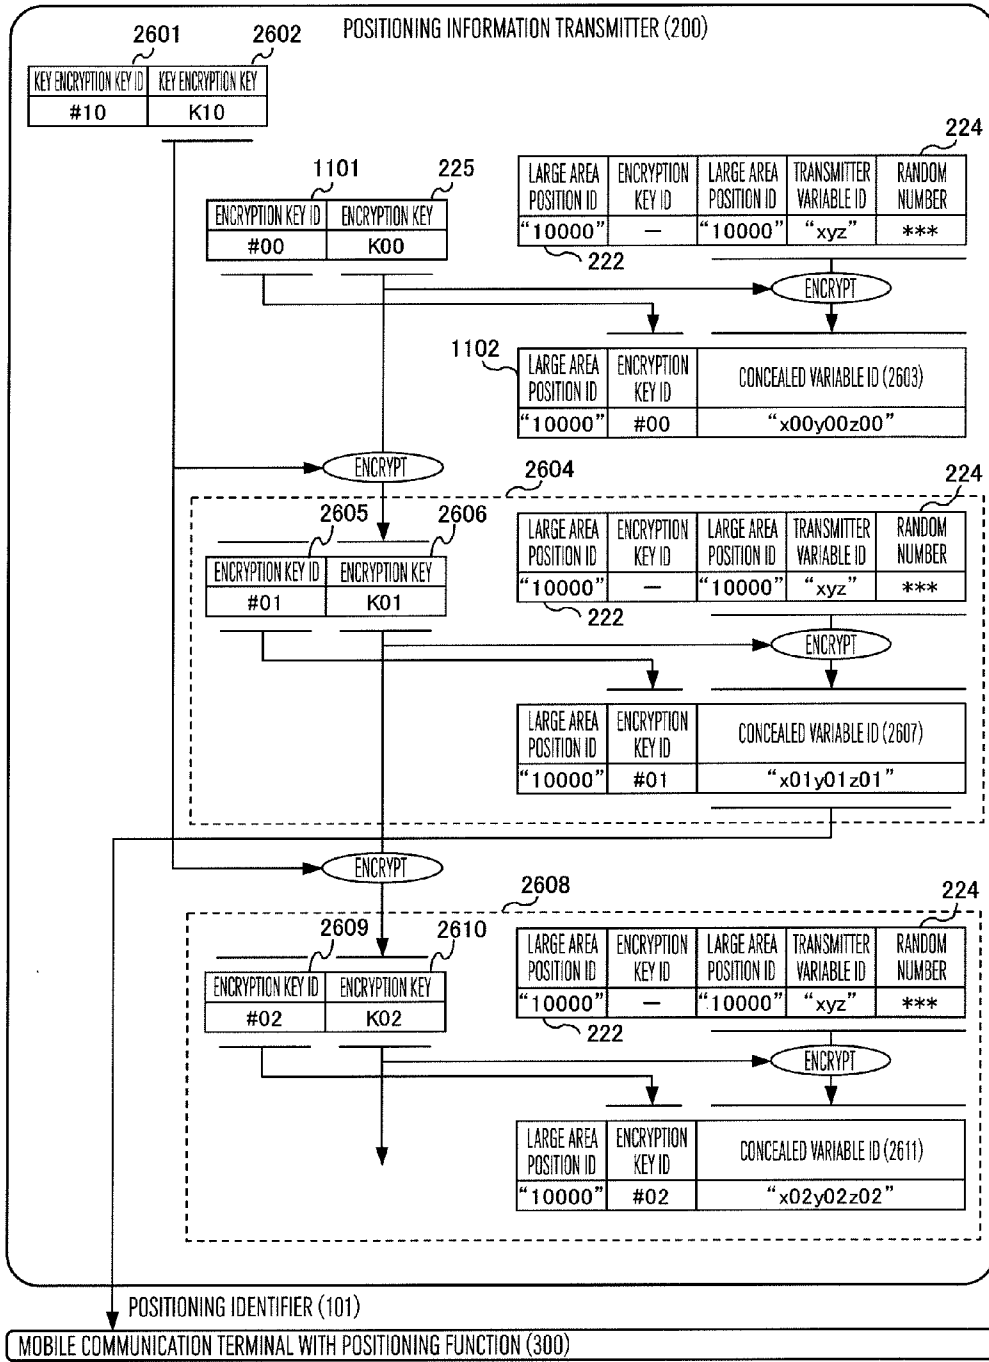 POSITIONING INFORMATION TRANSMITTER (200)
2601 2602
KEY ENCRYPTION KEY ID KEY ENCRYPTION KEY
#10 K10
1101 225 224
LARGE AREA POSITION ID ENCRYPTION KEY ID LARGE AREA POSITION ID TRANSMITTER VARIABLE ID RANDOM NUMBER
ENCRYPTION KEY ID ENCRYPTION KEY
"10000" — "10000" "xyz" ***
#00 K00
222
ENCRYPT
1102
LARGE AREA POSITION ID ENCRYPTION KEY ID CONCEALED VARIABLE ID (2603)
"10000" #00 "x00y00z00"
ENCRYPT
2604
224
2605 2606
LARGE AREA POSITION ID ENCRYPTION KEY ID LARGE AREA POSITION ID TRANSMITTER VARIABLE ID RANDOM NUMBER
ENCRYPTION KEY ID ENCRYPTION KEY
"10000" — "10000" "xyz" ***
#01 K01
222
ENCRYPT
LARGE AREA POSITION ID ENCRYPTION KEY ID CONCEALED VARIABLE ID (2607)
"10000" #01 "x01y01z01"
ENCRYPT
2608
224
2609 2610
LARGE AREA POSITION ID ENCRYPTION KEY ID LARGE AREA POSITION ID TRANSMITTER VARIABLE ID RANDOM NUMBER
ENCRYPTION KEY ID ENCRYPTION KEY
"10000" — "10000" "xyz" ***
#02 K02
222
ENCRYPT
LARGE AREA POSITION ID ENCRYPTION KEY ID CONCEALED VARIABLE ID (2611)
"10000" #02 "x02y02z02"
POSITIONING IDENTIFIER (101)
MOBILE COMMUNICATION TERMINAL WITH POSITIONING FUNCTION (300)